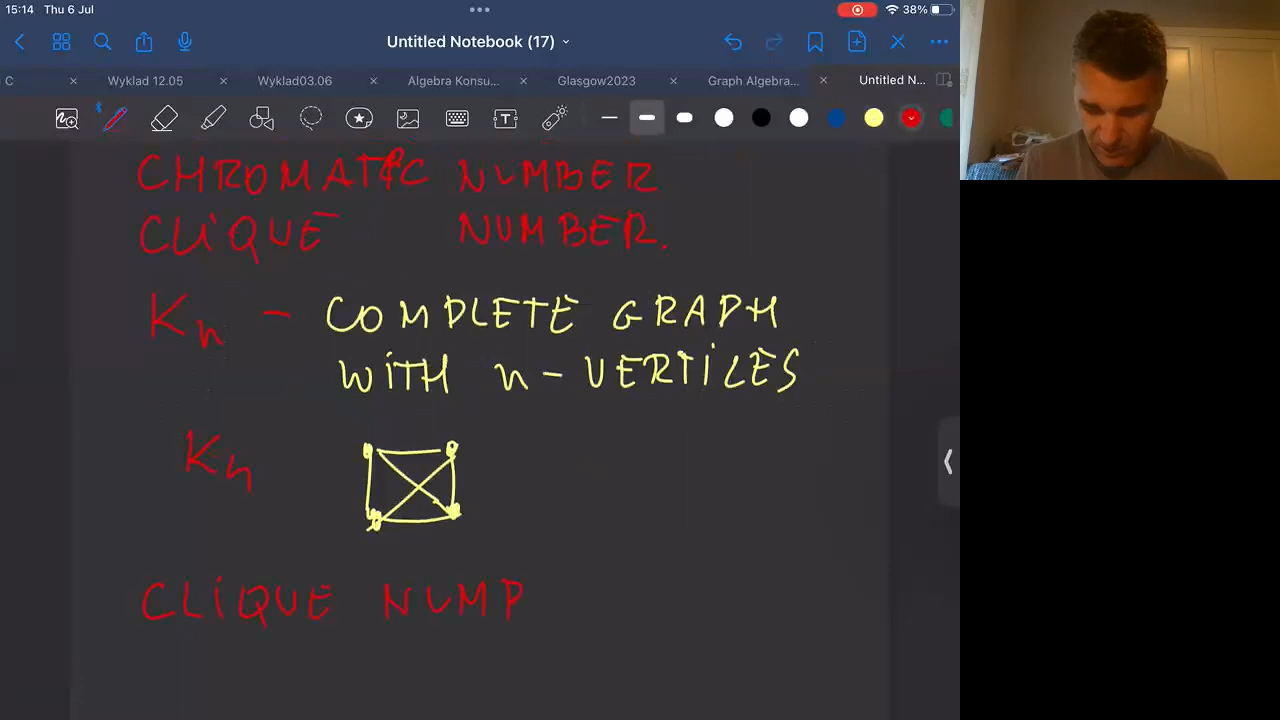 15:14 Thu 6 Jul 38%
Untitled Notebook (17)
C Wyklad 12.05 Wyklad03.06 Algebra Konsu... Glasgow2023 Graph Algebra... Untitled N...
CHROMATIC NUMBER
CLIQUE NUMBER.
Kn - COMPLETE GRAPH
WITH n - VERTICES
Kn
CLIQUE NUMP